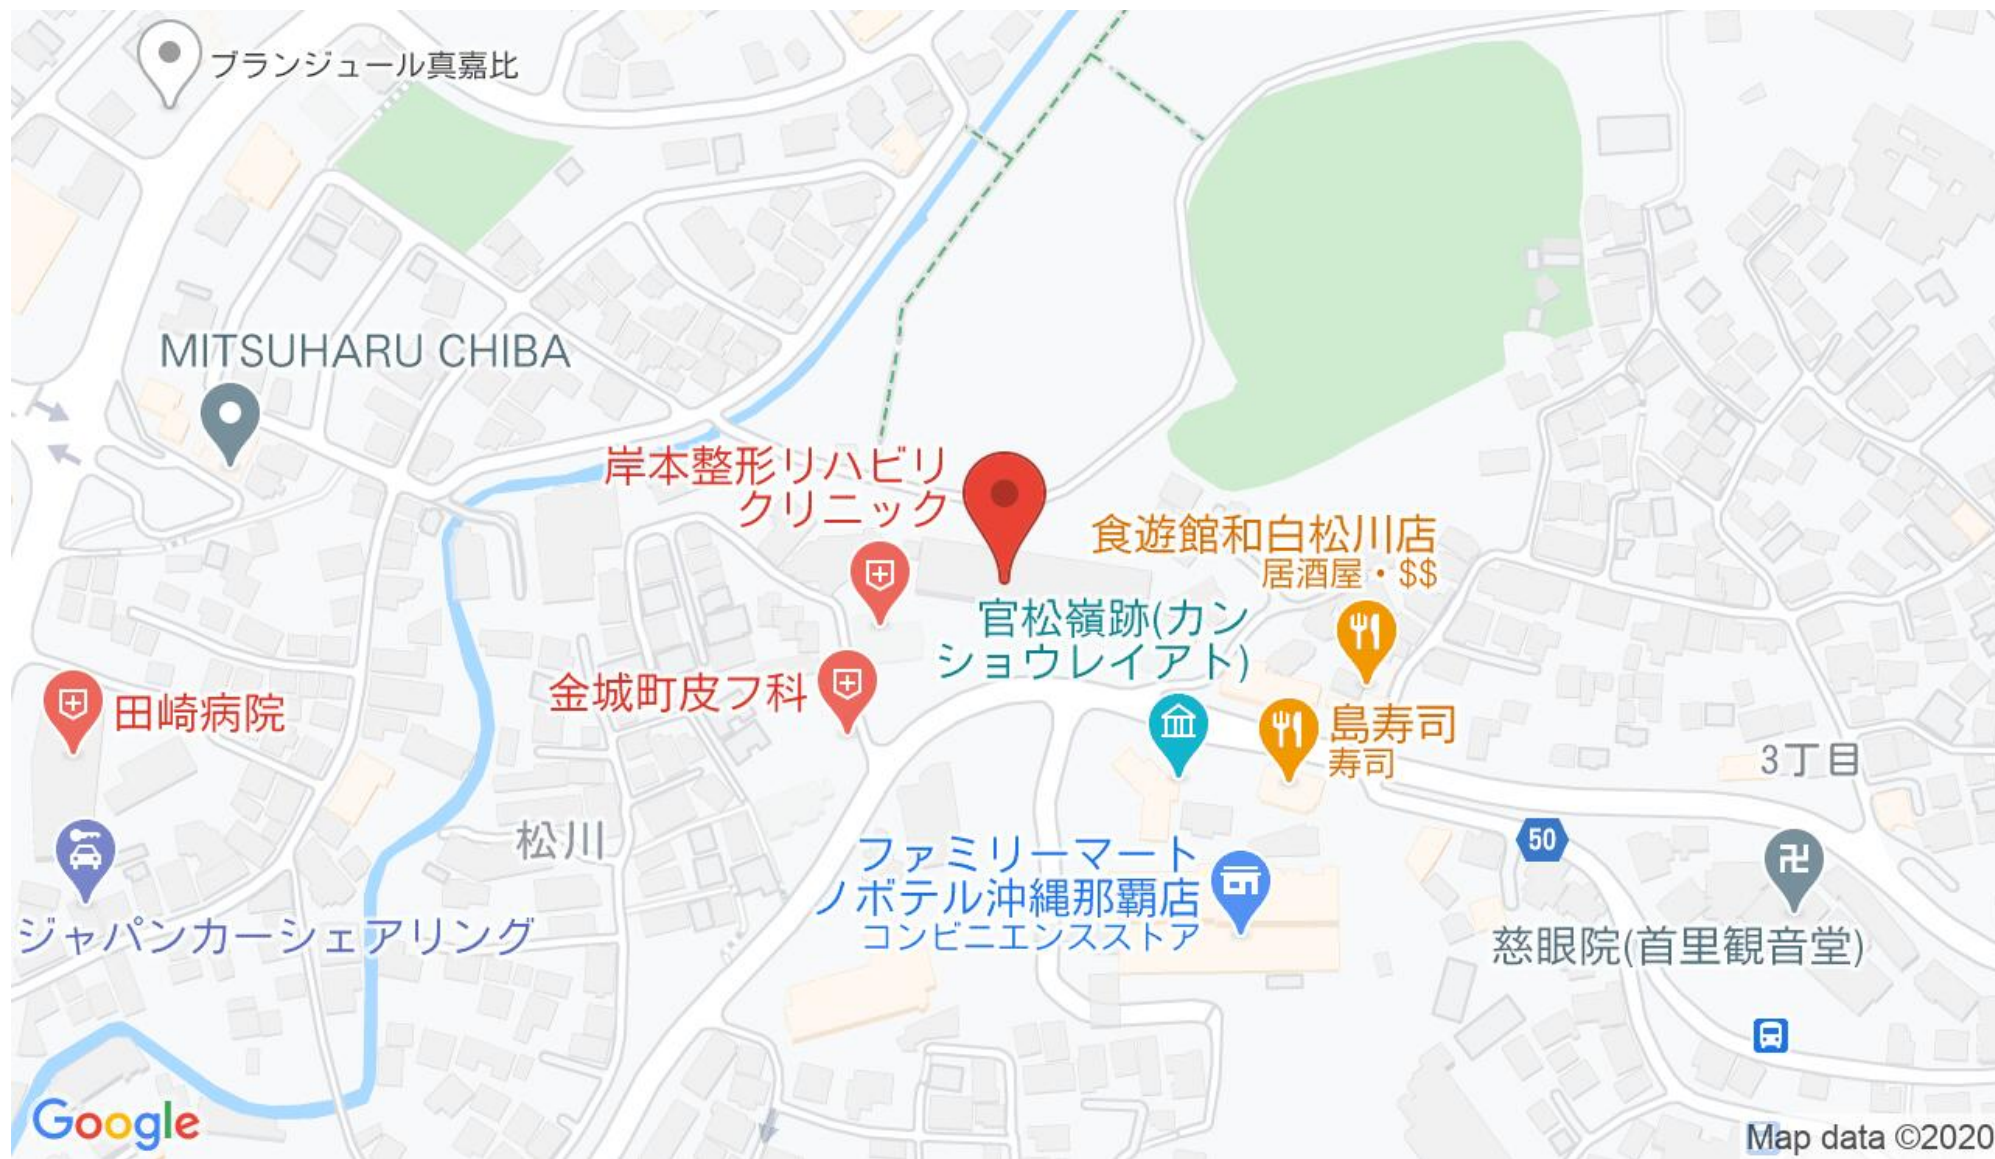 ブランジュール真嘉比
MITSUHARU CHIBA
岸本整形リハビリ
クリニック
食遊館和白松川店
居酒屋・$$
官松嶺跡(カン
ショウレイアト)
金城町皮フ科
田崎病院
島寿司
寿司
3丁目
松川
50
卍
ファミリーマート
ノボテル沖縄那覇店
コンビニエンスストア
ジャパンカーシェアリング
慈眼院(首里観音堂)
Google
Map data ©2020